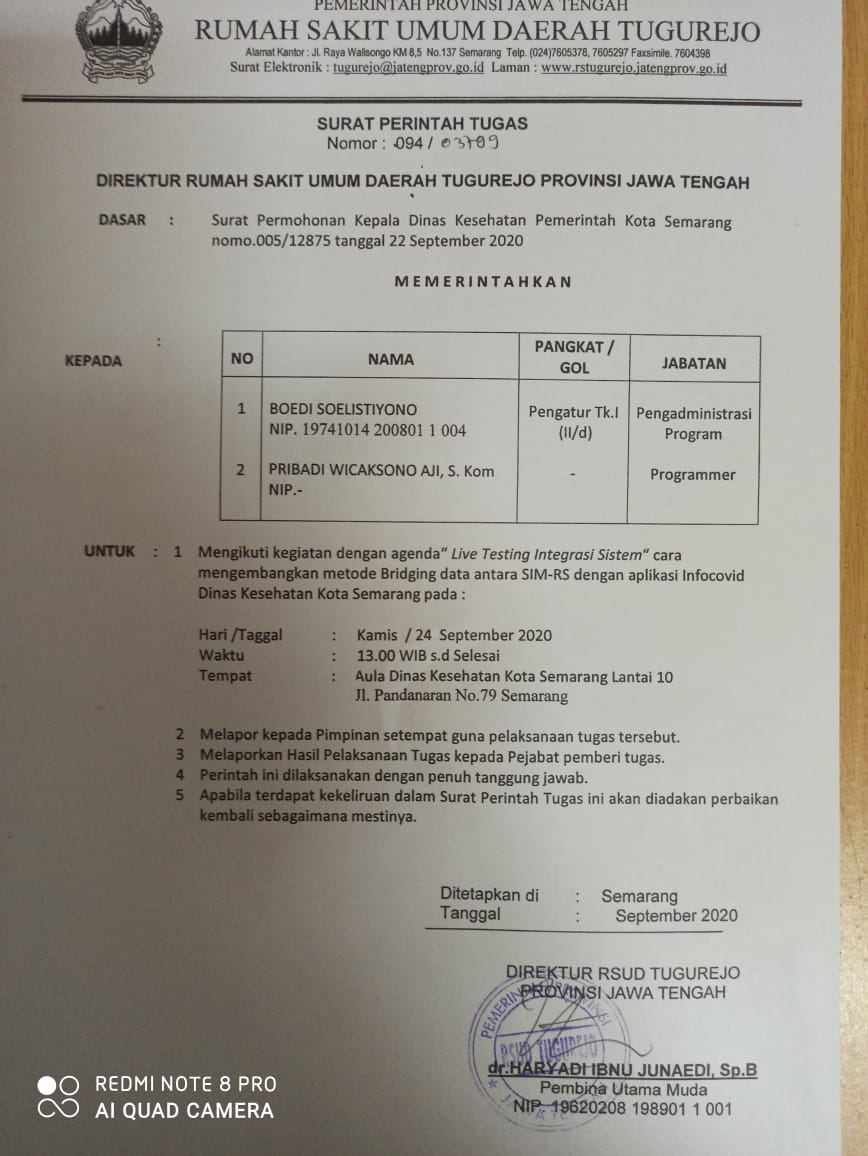 PEMERINTAH PROVINSI JAWA TENGAH
RUMAH SAKIT UMUM DAERAH TUGUREJO
Alamat Kantor : Jl. Raya Walisongo KM 8,5 No.137 Semarang Telp. (024)7605378, 7605297 Faxsimile. 7604398
Surat Elektronik : tugurejo@jatengprov.go.id Laman : www.rstugurejo.jatengprov.go.id
SURAT PERINTAH TUGAS
Nomor : 094 /
DIREKTUR RUMAH SAKIT UMUM DAERAH TUGUREJO PROVINSI JAWA TENGAH
DASAR : Surat Permohonan Kepala Dinas Kesehatan Pemerintah Kota Semarang
nomo.005/12875 tanggal 22 September 2020
MEMERINTAHKAN
KEPADA :
NO NAMA PANGKAT / GOL JABATAN
1 BOEDI SOELISTIYONO Pengatur Tk.I Pengadministrasi
NIP. 19741014 200801 1 004 (II/d) Program
2 PRIBADI WICAKSONO AJI, S. Kom - Programmer
NIP.-
UNTUK : 1 Mengikuti kegiatan dengan agenda“ Live Testing Integrasi Sistem“ cara
mengembangkan metode Bridging data antara SIM-RS dengan aplikasi Infocovid
Dinas Kesehatan Kota Semarang pada :
Hari /Taggal : Kamis / 24 September 2020
Waktu : 13.00 WIB s.d Selesai
Tempat : Aula Dinas Kesehatan Kota Semarang Lantai 10
Jl. Pandanaran No.79 Semarang
2 Melapor kepada Pimpinan setempat guna pelaksanaan tugas tersebut.
3 Melaporkan Hasil Pelaksanaan Tugas kepada Pejabat pemberi tugas.
4 Perintah ini dilaksanakan dengan penuh tanggung jawab.
5 Apabila terdapat kekeliruan dalam Surat Perintah Tugas ini akan diadakan perbaikan
kembali sebagaimana mestinya.
Ditetapkan di : Semarang
Tanggal : September 2020
DIREKTUR RSUD TUGUREJO
PROVINSI JAWA TENGAH
RSUD TUGUREJO
dr.HARYADI IBNU JUNAEDI, Sp.B
Pembina Utama Muda
NIP. 19620208 198901 1 001
REDMI NOTE 8 PRO
AI QUAD CAMERA